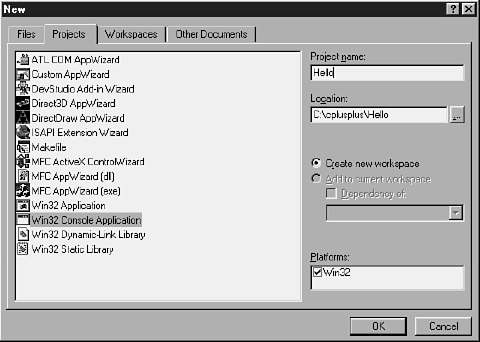 New
Files
Projects
Workspaces
Other Documents
ATL COM AppWizard
Custom AppWizard
DevStudio Add-in Wizard
Direct3D AppWizard
DirectDraw AppWizard
ISAPI Extension Wizard
Makefile
MFC ActiveX ControlWizard
MFC AppWizard (dll)
MFC AppWizard (exe)
Win32 Application
Win32 Console Application
Win32 Dynamic-Link Library
Win32 Static Library
Project name:
Hello
Location:
C:\cplusplus\Hello
...
Create new workspace
Add to current workspace
Dependency of:
Platforms:
Win32
OK
Cancel